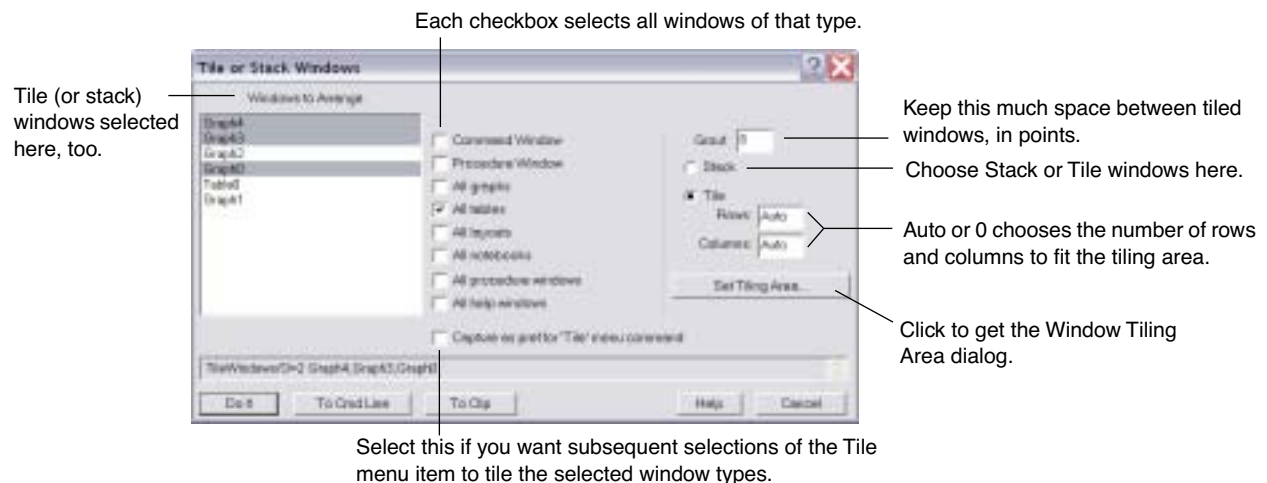 Each checkbox selects all windows of that type.
Tile or Stack Windows
Tile (or stack)
windows selected
here, too.
Windows to Arrange
Graph4
Graph3
Graph2
Graph0
Table0
Graph1
Command Window
Procedure Window
All graphs
All tables
All layouts
All notebooks
All procedure windows
All help windows
Capture as pref for 'Tile' menu command
Grout
Stack
Tile
Rows: Auto
Columns: Auto
Set Tiling Area...
Keep this much space between tiled
windows, in points.
Choose Stack or Tile windows here.
Auto or 0 chooses the number of rows
and columns to fit the tiling area.
Click to get the Window Tiling
Area dialog.
Graph4,Graph3,Graph0
Do It
To Cmd Line
To Clip
Help
Cancel
Select this if you want subsequent selections of the Tile
menu item to tile the selected window types.